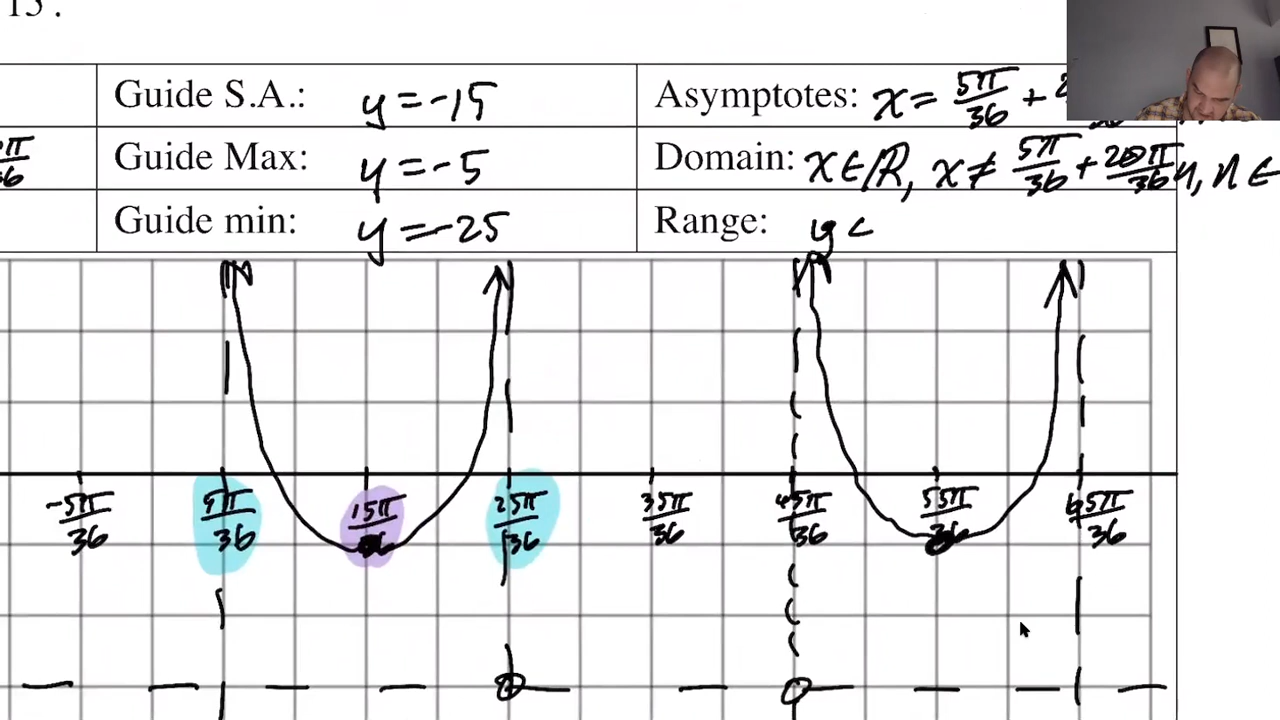 15.
Guide S.A.: y = -15
Asymptotes: x = 5π/36 +
Guide Max: y = -5
Domain: x∈ℝ, x ≠ 5π/36 + 20π/36 n, n ∈
Guide min: y = -25
Range: y <
-5π/36 5π/36 15π/36 25π/36 35π/36 45π/36 55π/36 65π/36